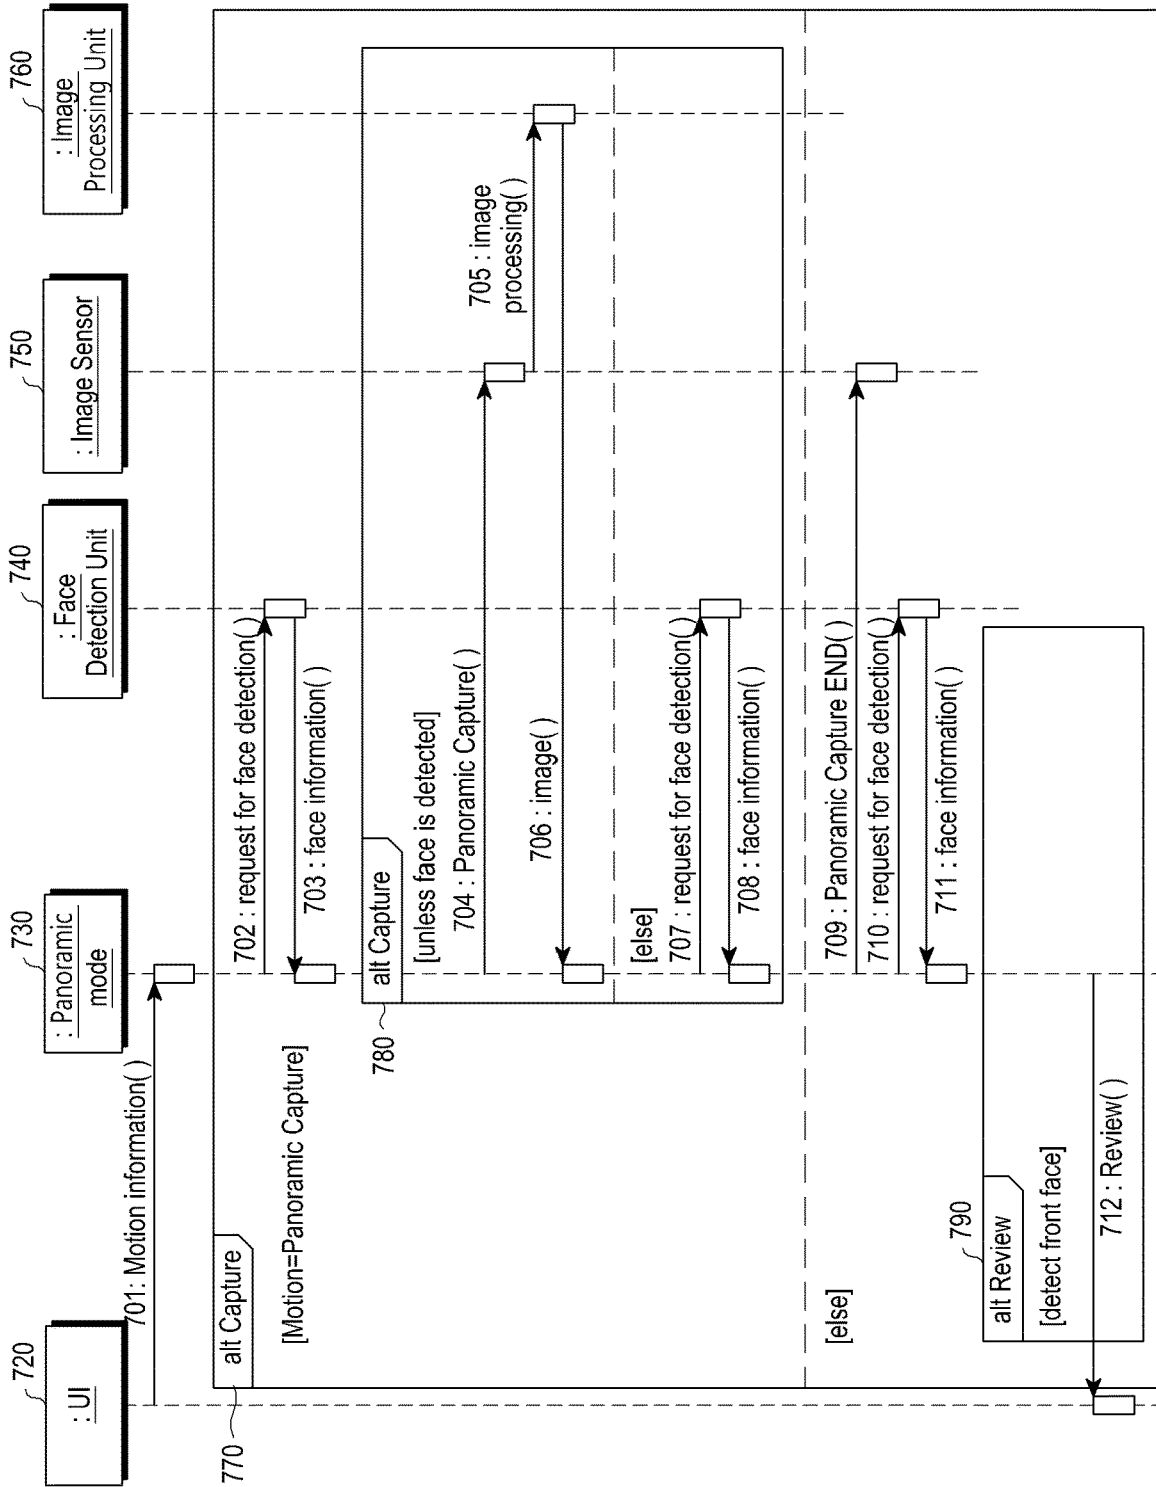 720
: UI
730
: Panoramic
mode
740
: Face
Detection Unit
750
: Image Sensor
760
: Image
Processing Unit
701: Motion information( )
770
alt Capture
[Motion=Panoramic Capture]
702 : request for face detection( )
703 : face information( )
780
alt Capture
[unless face is detected]
704 : Panoramic Capture( )
705 : image
processing( )
706 : image( )
[else]
707 : request for face detection( )
708 : face information( )
[else]
709 : Panoramic Capture END( )
710 : request for face detection( )
711 : face information( )
790
alt Review
[detect front face]
712 : Review( )